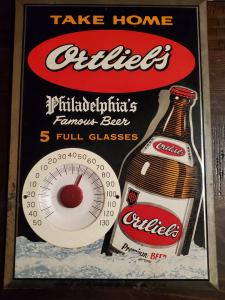 TAKE HOME
Ortlieb's
Philadelphia's
Famous Beer
5 FULL GLASSES
Ortlieb's
Ortlieb's
Premium BEER